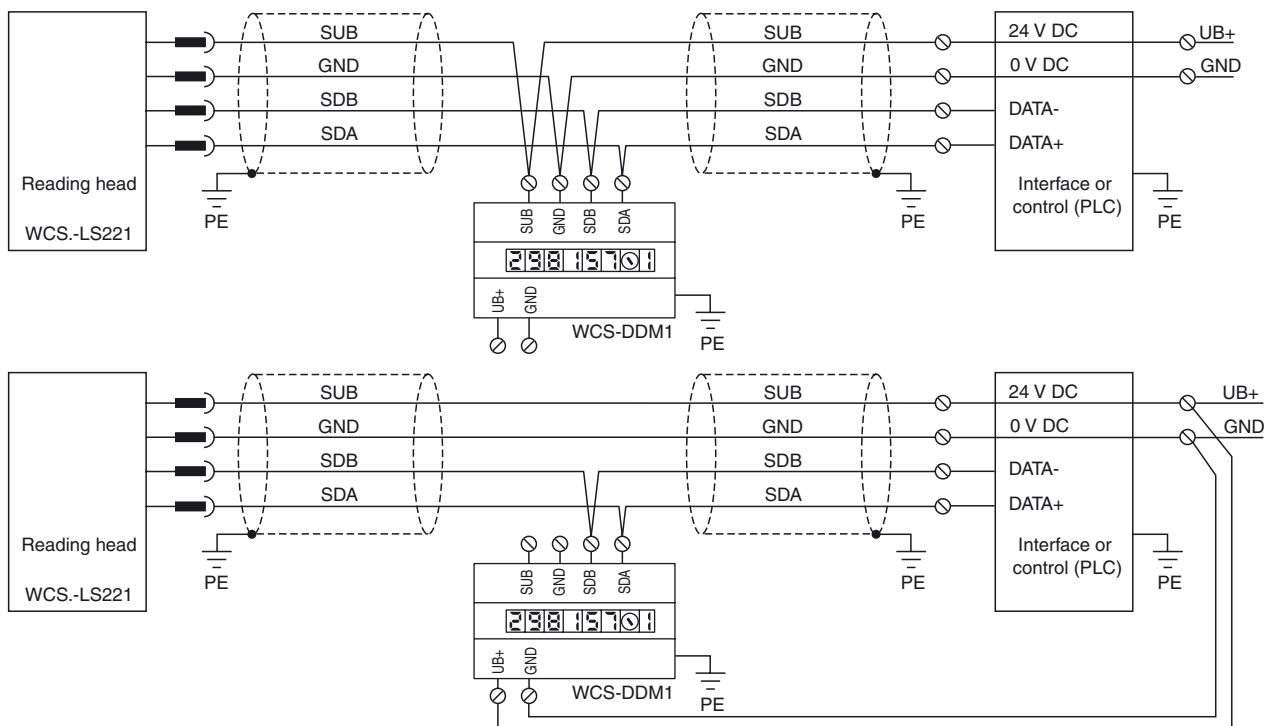 SUB
SUB
24 V DC
UB+
GND
GND
0 V DC
GND
SDB
SDB
DATA-
SDA
SDA
DATA+
Reading head
WCS.-LS221
PE
PE
Interface or
control (PLC)
PE
SUB
GND
SDB
SDA
298157 1
UB+
GND
WCS-DDM1
PE
SUB
SUB
24 V DC
UB+
GND
GND
0 V DC
GND
SDB
SDB
DATA-
SDA
SDA
DATA+
Reading head
WCS.-LS221
PE
PE
Interface or
control (PLC)
PE
SUB
GND
SDB
SDA
298157 1
UB+
GND
WCS-DDM1
PE